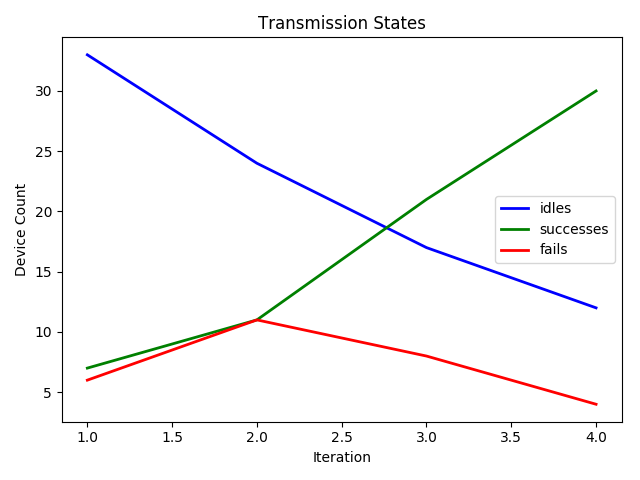 Transmission States
Device Count
30
25
20
15
10
5
idles
successes
fails
1.0 1.5 2.0 2.5 3.0 3.5 4.0
Iteration